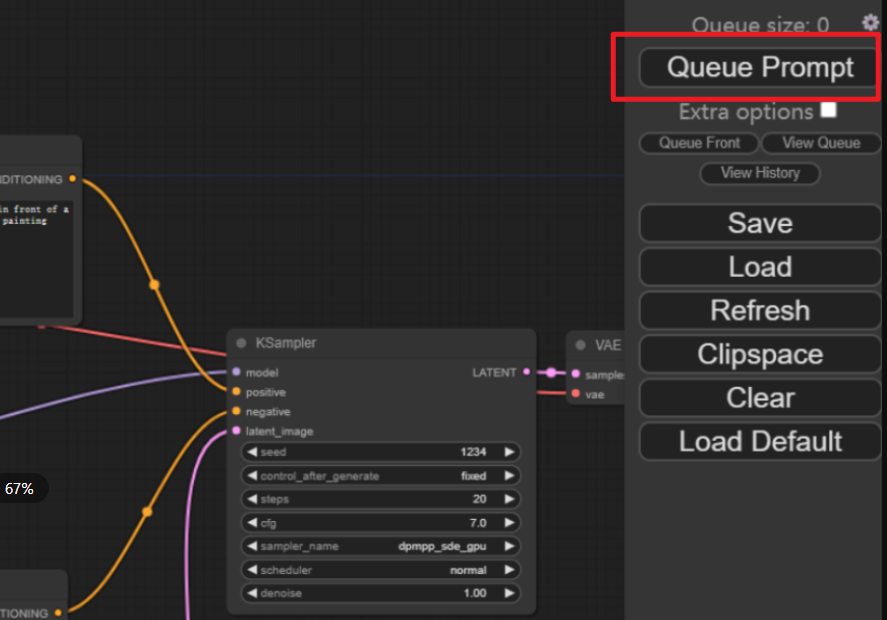 Queue size: 0
Queue Prompt
Extra options
Queue Front
View Queue
View History
Save
Load
Refresh
Clipspace
Clear
Load Default
NDITIONING
in front of a
painting
KSampler
model
LATENT
positive
negative
latent_image
seed 1234
control_after_generate fixed
steps 20
cfg 7.0
sampler_name dpmpp_sde_gpu
scheduler normal
denoise 1.00
VAE
sample
vae
67%
TIONING